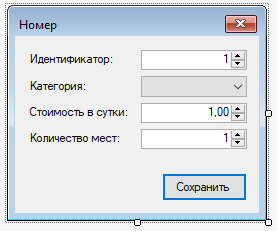 Номер
Идентификатор: 1
Категория:
Стоимость в сутки: 1,00
Количество мест: 1
Сохранить